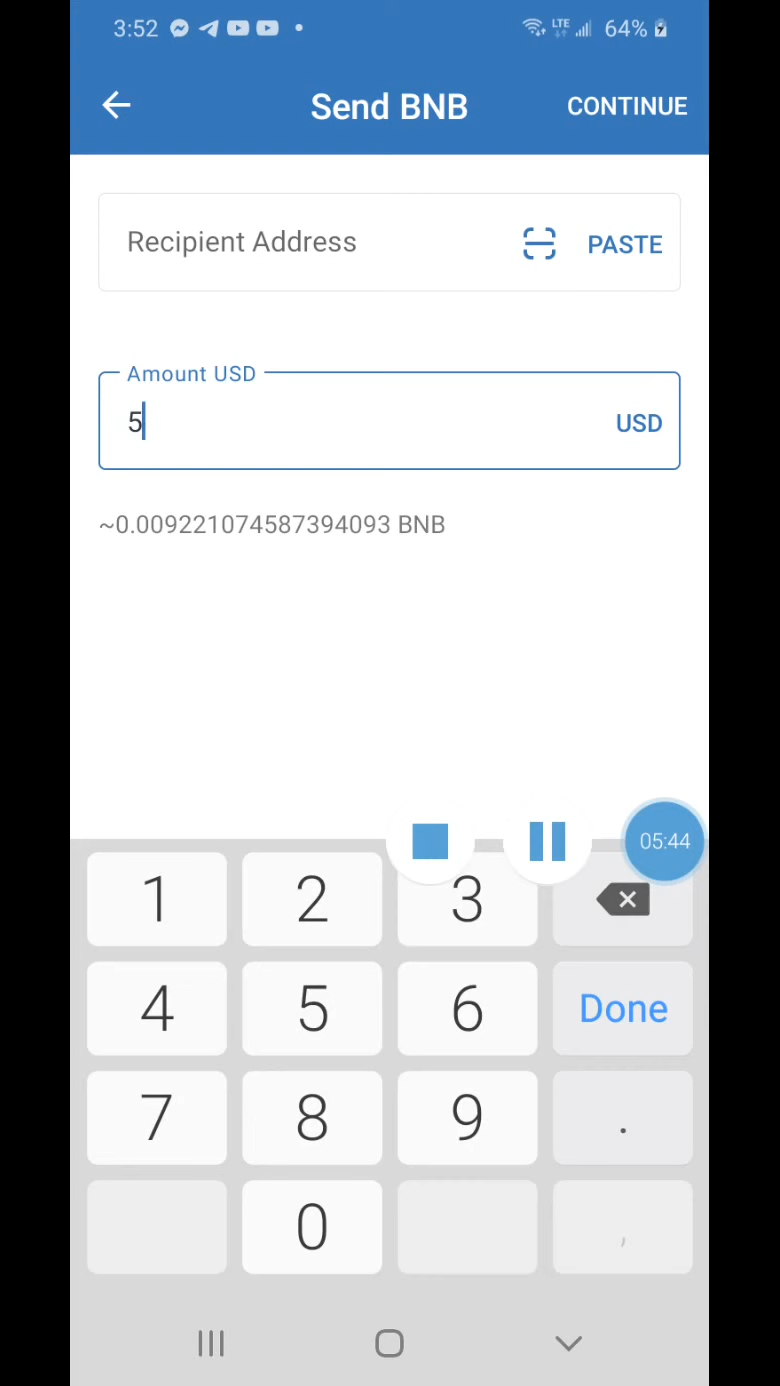 3:52 LTE 64%
Send BNB CONTINUE
Recipient Address PASTE
Amount USD
5 USD
~0.009221074587394093 BNB
05:44
1 2 3
4 5 6 Done
7 8 9 .
0 ,